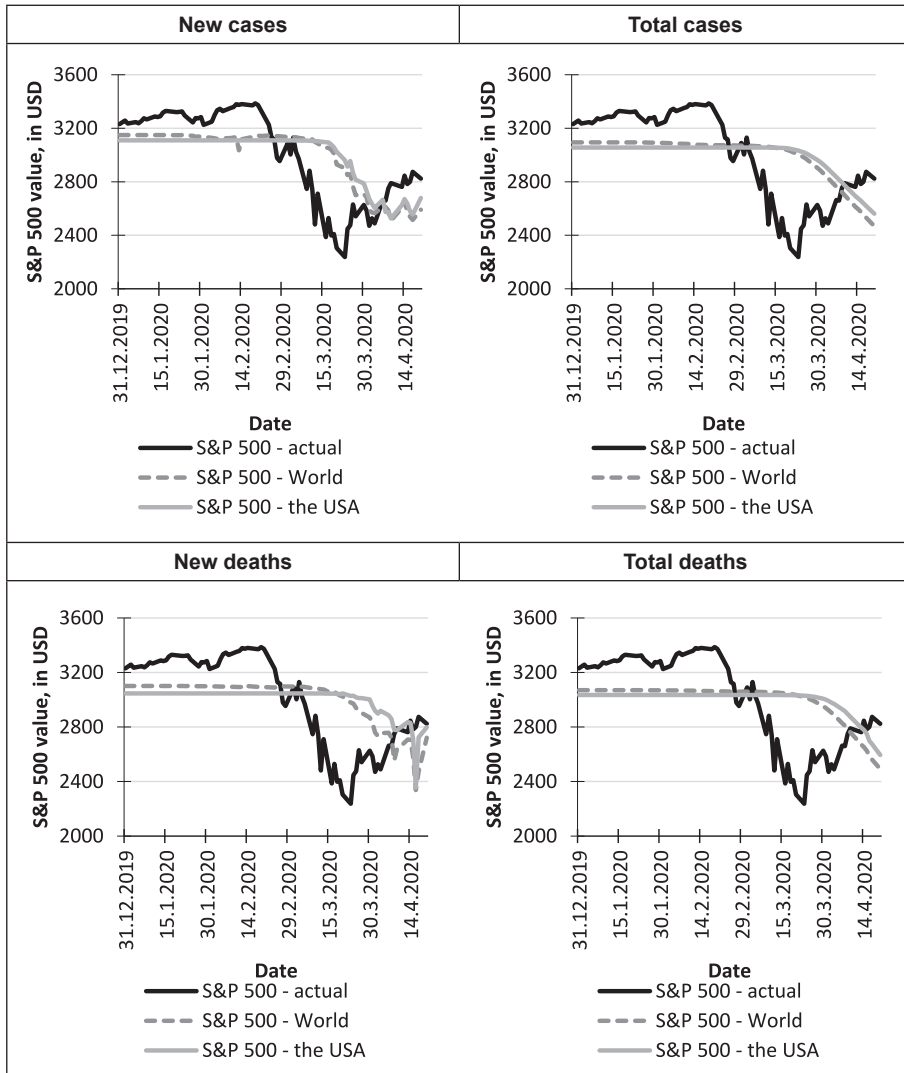 New cases
Total cases
S&P 500 value, in USD
3600
3200
2800
2400
2000
31.12.2019
15.1.2020
30.1.2020
14.2.2020
29.2.2020
15.3.2020
30.3.2020
14.4.2020
Date
S&P 500 - actual
S&P 500 - World
S&P 500 - the USA
S&P 500 value, in USD
3600
3200
2800
2400
2000
31.12.2019
15.1.2020
30.1.2020
14.2.2020
29.2.2020
15.3.2020
30.3.2020
14.4.2020
Date
S&P 500 - actual
S&P 500 - World
S&P 500 - the USA
New deaths
Total deaths
S&P 500 value, in USD
3600
3200
2800
2400
2000
31.12.2019
15.1.2020
30.1.2020
14.2.2020
29.2.2020
15.3.2020
30.3.2020
14.4.2020
Date
S&P 500 - actual
S&P 500 - World
S&P 500 - the USA
S&P 500 value, in USD
3600
3200
2800
2400
2000
31.12.2019
15.1.2020
30.1.2020
14.2.2020
29.2.2020
15.3.2020
30.3.2020
14.4.2020
Date
S&P 500 - actual
S&P 500 - World
S&P 500 - the USA